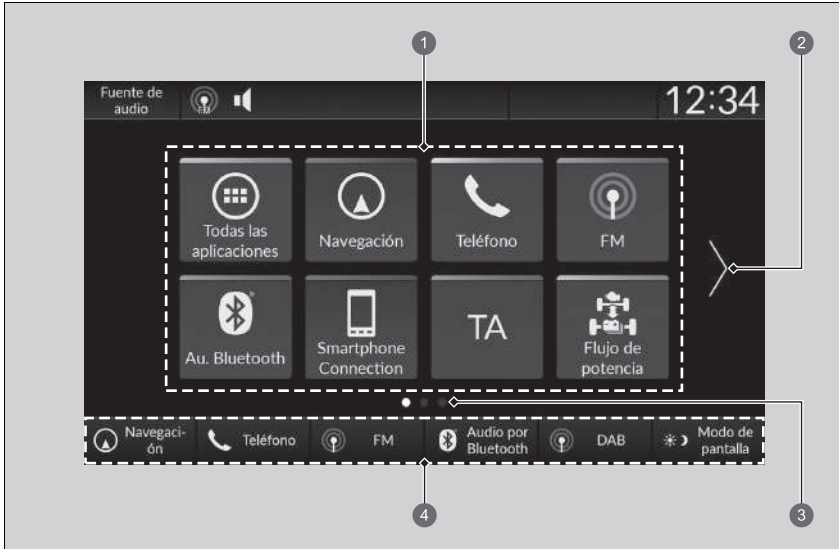 1
2
Fuente de
audio
FM
12:34
Todas las
aplicaciones
Navegación
Teléfono
FM
Au. Bluetooth
Smartphone
Connection
TA
Flujo de
potencia
Navegaci-
ón
Teléfono
FM
Audio por
Bluetooth
DAB
Modo de
pantalla
4
3